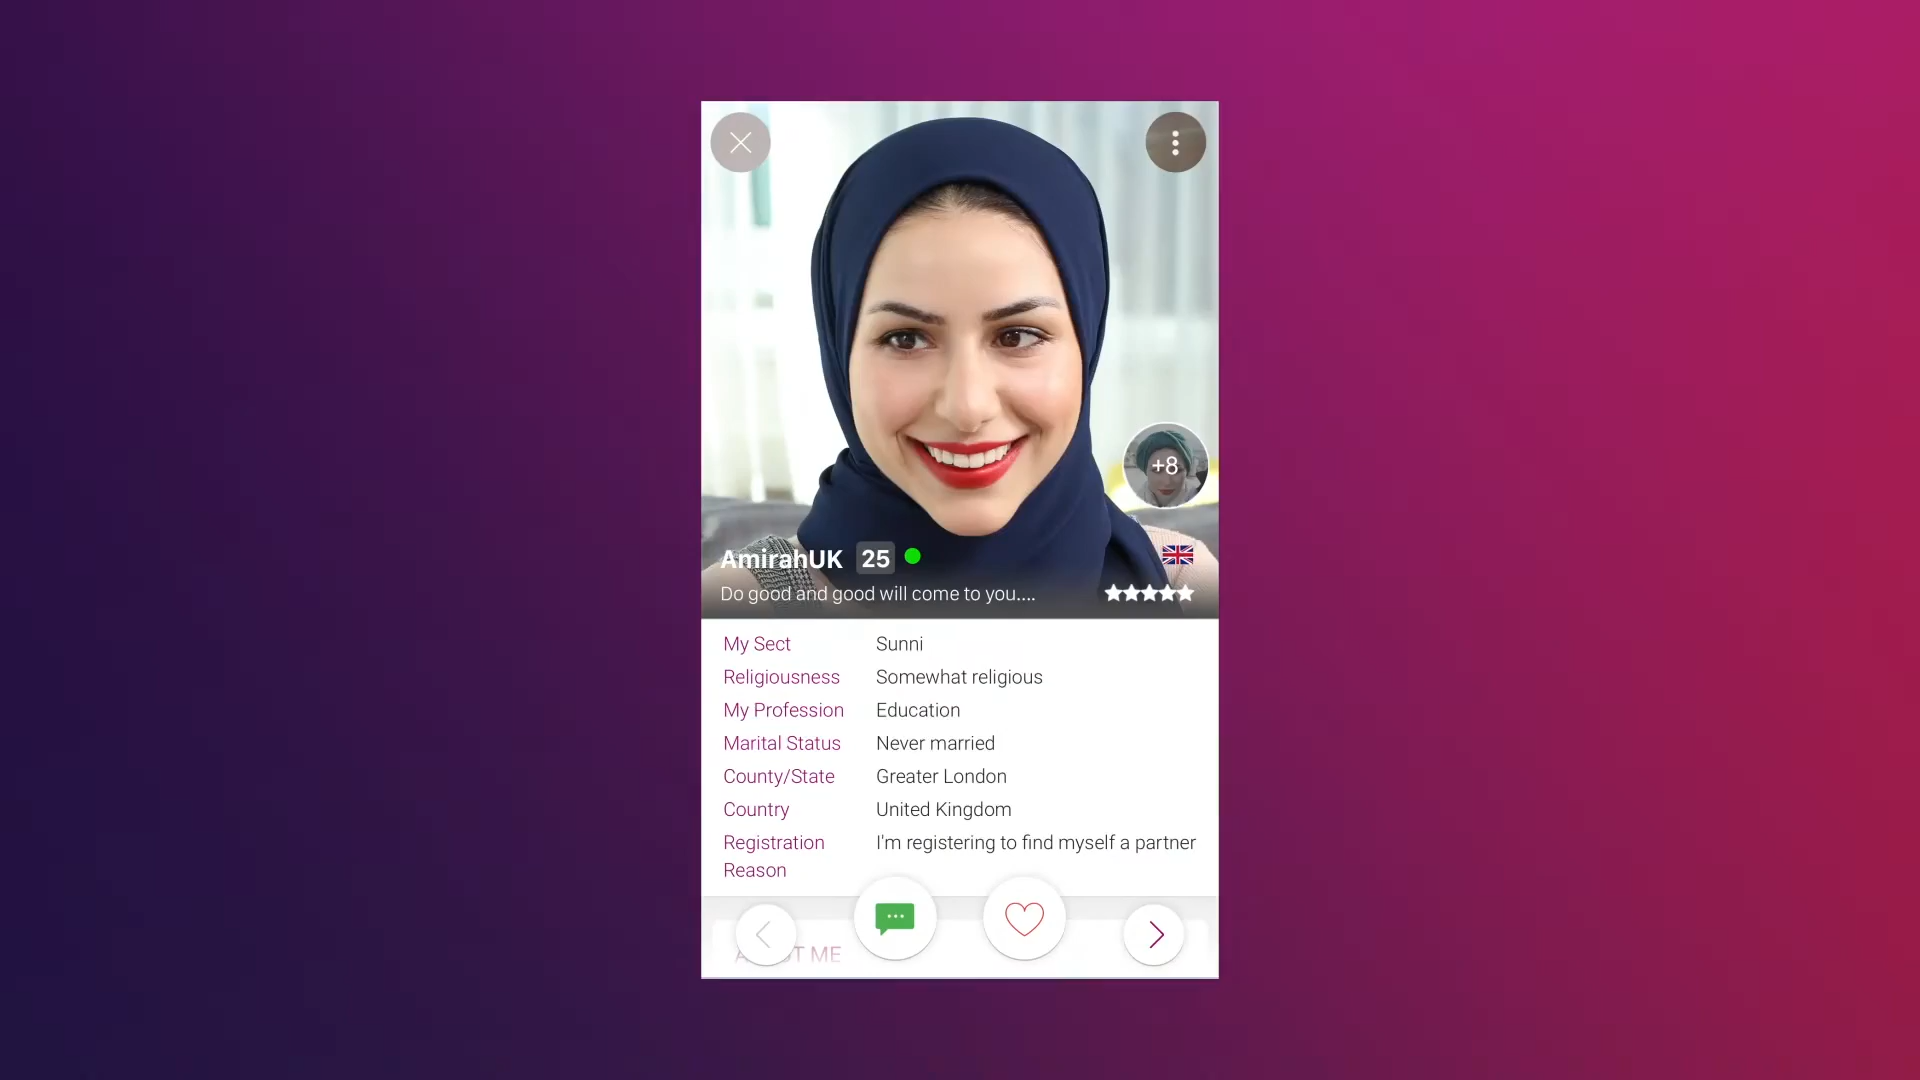 +8
AmirahUK 25
Do good and good will come to you....
My Sect Sunni
Religiousness Somewhat religious
My Profession Education
Marital Status Never married
County/State Greater London
Country United Kingdom
Registration Reason I'm registering to find myself a partner
T ME